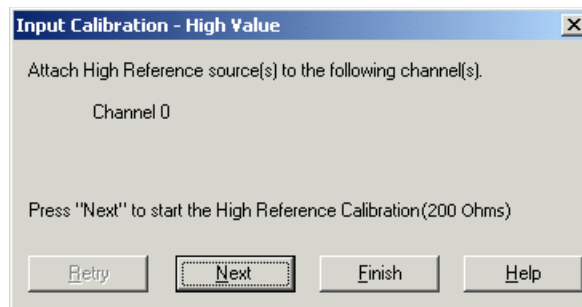 Input Calibration - High Value
Attach High Reference source(s) to the following channel(s).
Channel 0
Press "Next" to start the High Reference Calibration(200 Ohms)
Retry
Next
Finish
Help